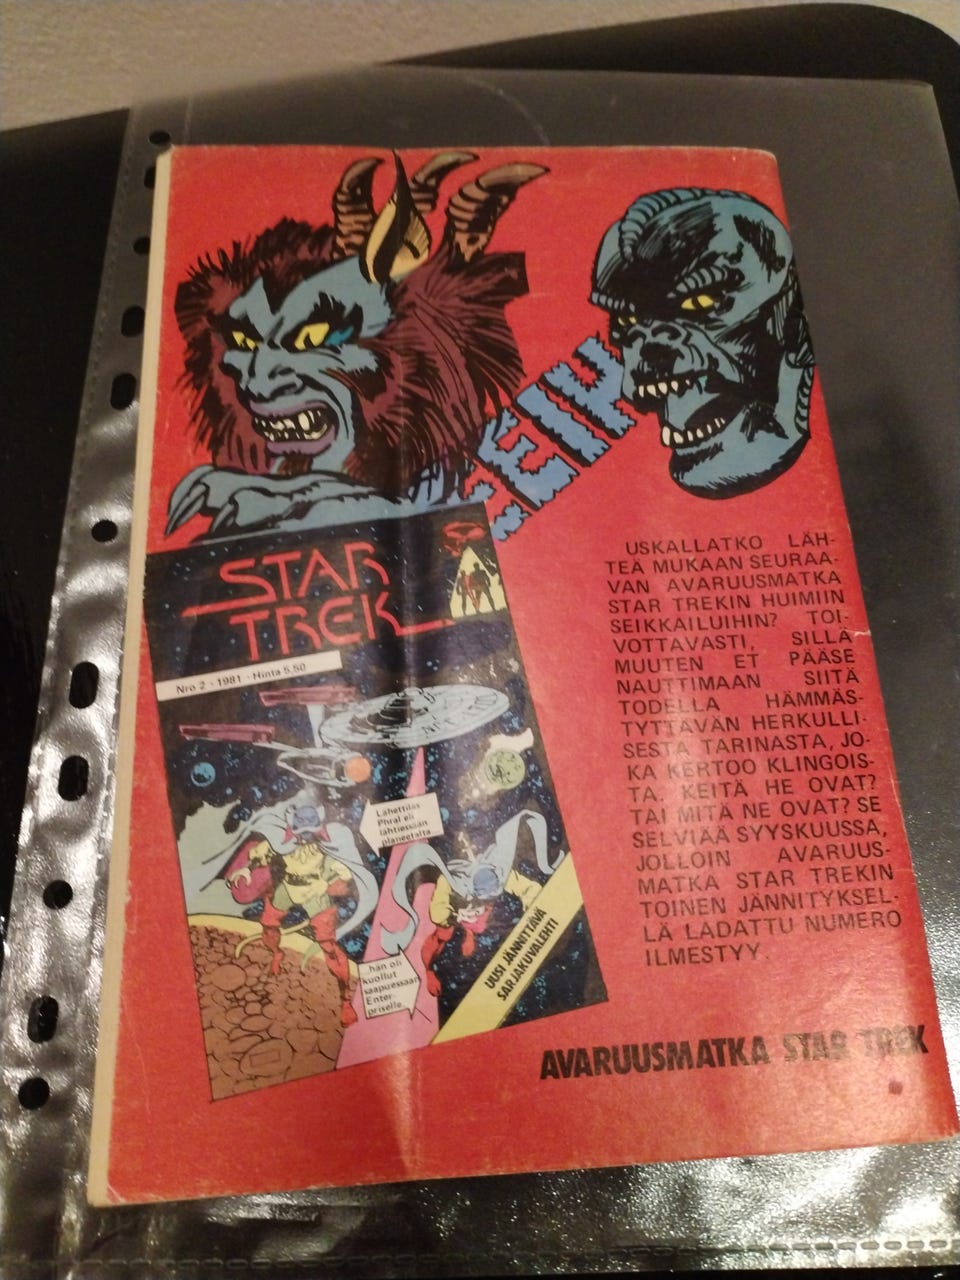 STAR
TREK
Nro 2 - 1981 - Hinta 5,50
Lähettiläs
Phral eli
lähtiessään
planeetalta...
...hän oli
kuollut
saapuessaan
Enter-
priselle...
UUSI JÄNNITTÄVÄ
SARJAKUVALEHTI
USKALLATKO LÄH-
TEÄ MUKAAN SEURAA-
VAN AVARUUSMATKA
STAR TREKIN HUIMIIN
SEIKKAILUIHIN? TOI-
VOTTAVASTI, SILLÄ
MUUTEN ET PÄÄSE
NAUTTIMAAN SIITÄ
TODELLA HÄMMÄS-
TYTTÄVÄN HERKULLI-
SESTA TARINASTA, JO-
KA KERTOO KLINGOIS-
TA. KEITÄ HE OVAT?
TAI MITÄ NE OVAT? SE
SELVIÄÄ SYYSKUUSSA,
JOLLOIN AVARUUS-
MATKA STAR TREKIN
TOINEN JÄNNITYKSEL-
LÄ LADATTU NUMERO
ILMESTYY.
AVARUUSMATKA STAR TREK